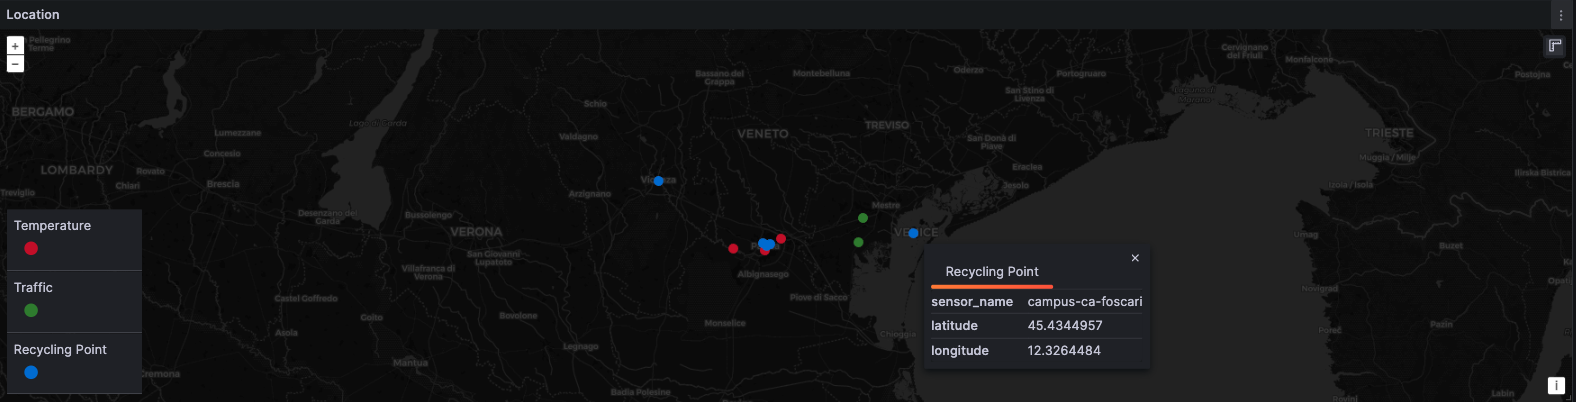 Location
Pellegrino
Terme
BERGAMO
LOMBARDY
Treviglio
Chiari
Rovato
Lumezzane
Concesio
Brescia
Lago di Garda
Desenzano del
Garda
Bussolengo
VERONA
San Giovanni
Lupatoto
Villafranca di
Verona
Castel Goffredo
Asola
Goito
Mantua
Cremona
Bovolone
Legnago
Badia Polesine
Schio
Valdagno
Arzignano
Bassano del
Grappa
Montebelluna
VENETO
TREVISO
Oderzo
Portogruaro
San Stino di
Livenza
San Donà di
Piave
Eraclea
Jesolo
Mestre
VENICE
Albignasego
Piove di Sacco
Monselice
Chioggia
Cervignano
del Friuli
Monfalcone
Postojna
TRIESTE
Muggia / Milje
Izola / Isola
Ilirska Bistrica
Umag
Buzet
Novigrad
Poreč
Pazin
Opatija
Labin
Rovinj
Temperature
Traffic
Recycling Point
Recycling Point
sensor_name campus-ca-foscari
latitude 45.4344957
longitude 12.3264484